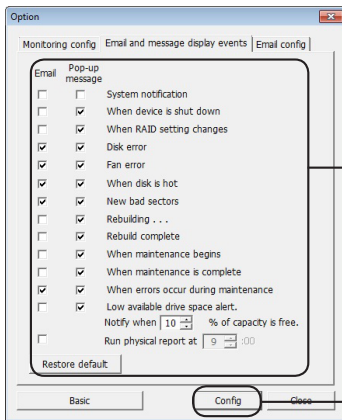 Option
Monitoring config Email and message display events Email config
Email Pop-up message
System notification
When device is shut down
When RAID setting changes
Disk error
Fan error
When disk is hot
New bad sectors
Rebuilding . . .
Rebuild complete
When maintenance begins
When maintenance is complete
When errors occur during maintenance
Low available drive space alert.
Notify when 10 % of capacity is free.
Run physical report at 9 :00
Restore default
Basic Config Close